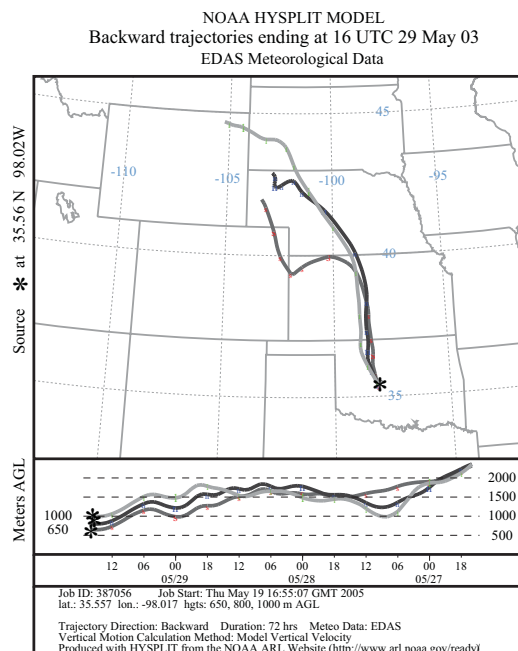 NOAA HYSPLIT MODEL
Backward trajectories ending at 16 UTC 29 May 03
EDAS Meteorological Data
Source * at 35.56 N 98.02W
45
-110
-105
-100
-95
40
35
Meters AGL
1000
650
2000
1500
1000
500
12 06 00 18 12 06 00 18 12 06 00 18
05/29 05/28 05/27
Job ID: 387056 Job Start: Thu May 19 16:55:07 GMT 2005
lat.: 35.557 lon.: -98.017 hgts: 650, 800, 1000 m AGL
Trajectory Direction: Backward Duration: 72 hrs Meteo Data: EDAS
Vertical Motion Calculation Method: Model Vertical Velocity
Produced with HYSPLIT from the NOAA ARL Website (http://www.arl.noaa.gov/ready/)